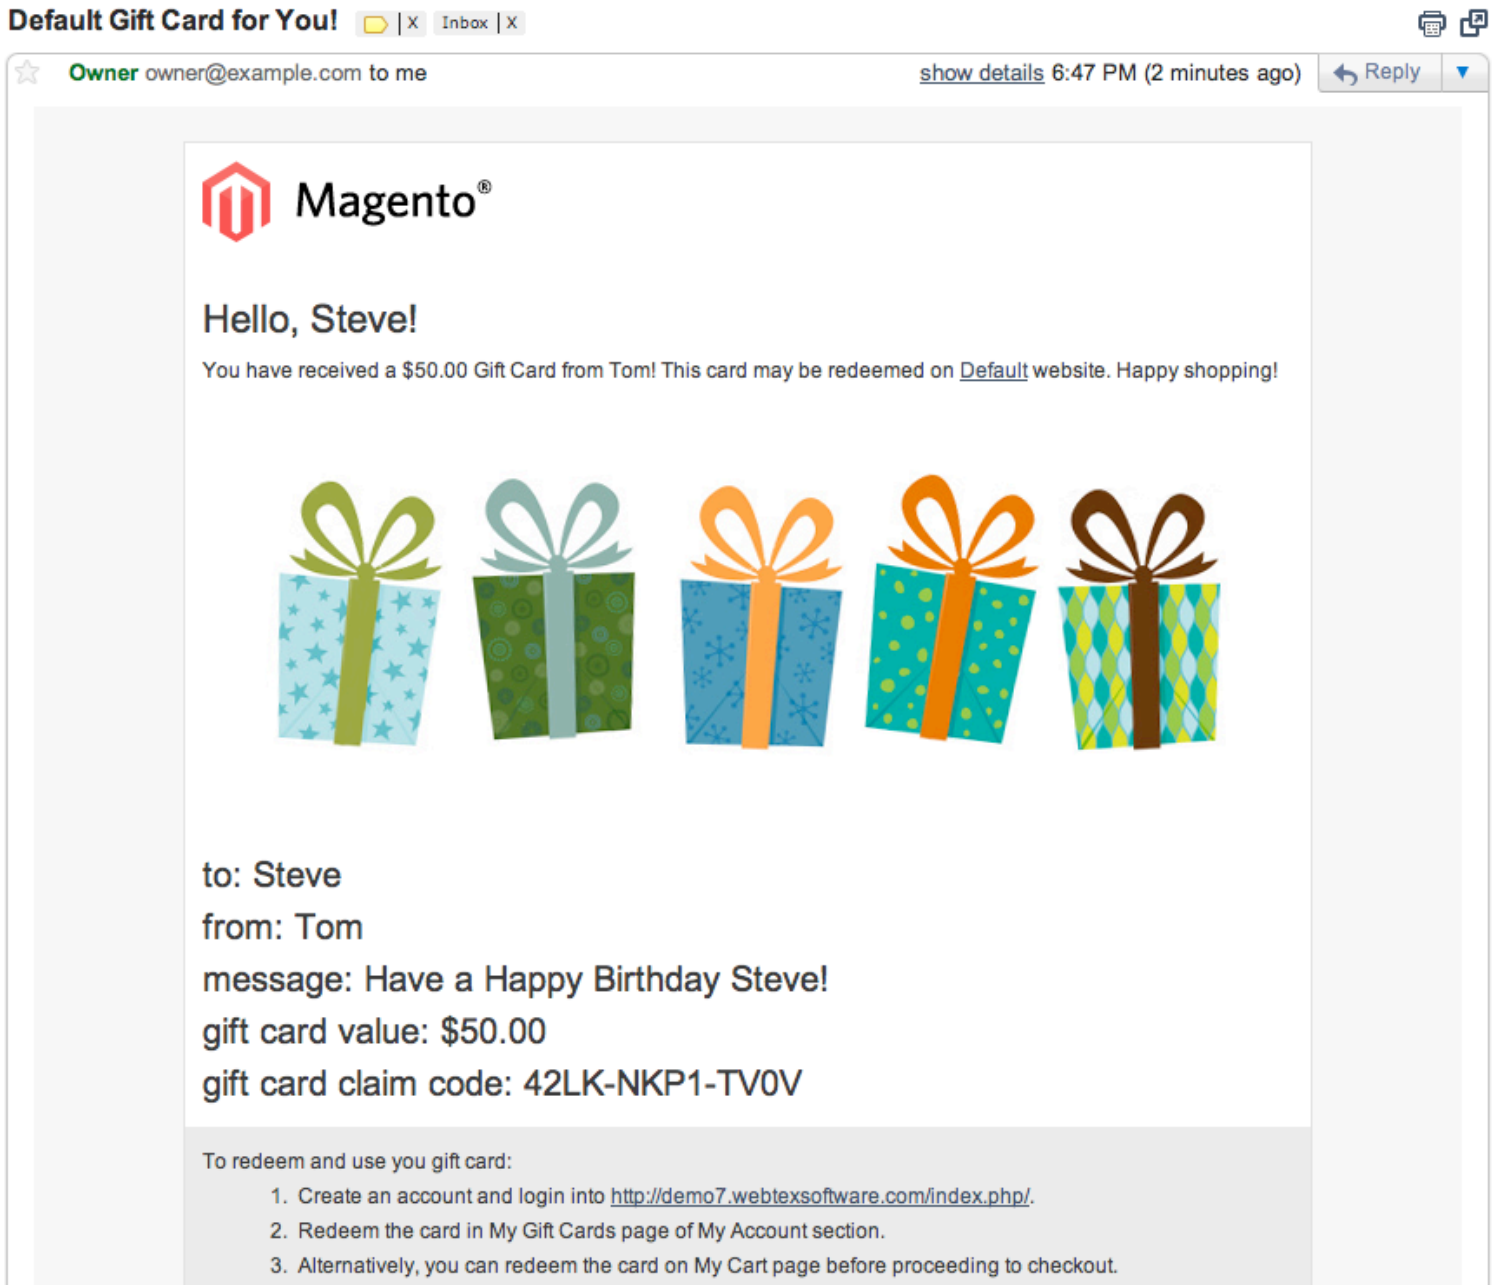 Default Gift Card for You! | X Inbox | X
Owner owner@example.com to me show details 6:47 PM (2 minutes ago) Reply
Magento®
Hello, Steve!
You have received a $50.00 Gift Card from Tom! This card may be redeemed on Default website. Happy shopping!
to: Steve
from: Tom
message: Have a Happy Birthday Steve!
gift card value: $50.00
gift card claim code: 42LK-NKP1-TV0V
To redeem and use you gift card:
1. Create an account and login into http://demo7.webtexsoftware.com/index.php/.
2. Redeem the card in My Gift Cards page of My Account section.
3. Alternatively, you can redeem the card on My Cart page before proceeding to checkout.